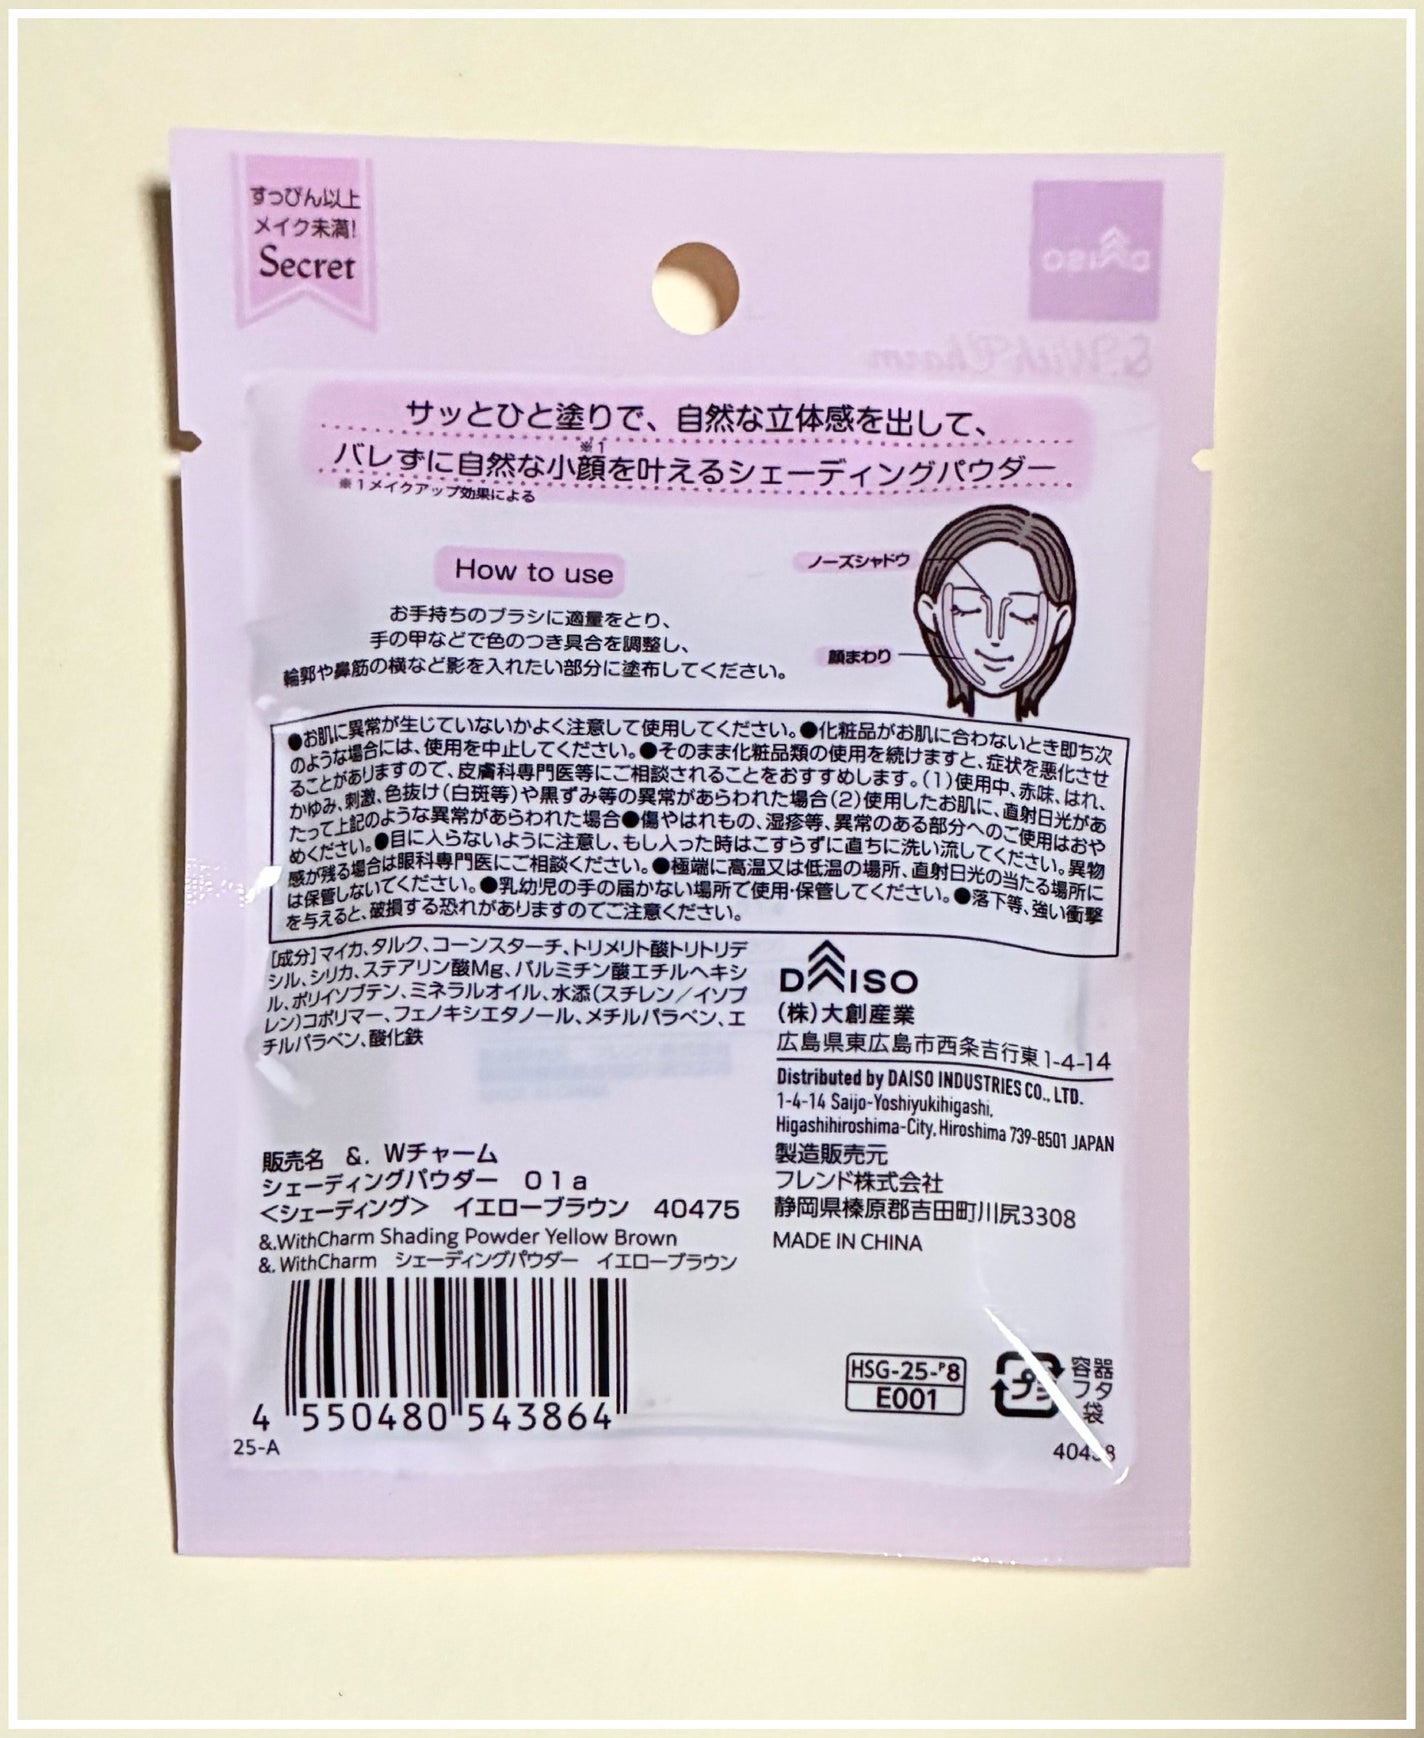 すっぴん以上
メイク未満!
Secret
DAISO
&.WithCharm
サッとひと塗りで、自然な立体感を出して、
バレずに自然な小顔※1を叶えるシェーディングパウダー
※1メイクアップ効果による
How to use
お手持ちのブラシに適量をとり、
手の甲などで色のつき具合を調整し、
輪郭や鼻筋の横など影を入れたい部分に塗布してください。
ノーズシャドウ
顔まわり
●お肌に異常が生じていないかよく注意して使用してください。●化粧品がお肌に合わないとき即ち次
のような場合には、使用を中止してください。●そのまま化粧品類の使用を続けますと、症状を悪化させ
ることがありますので、皮膚科専門医等にご相談されることをおすすめします。(1)使用中、赤味、はれ、
かゆみ、刺激、色抜け(白斑等)や黒ずみ等の異常があらわれた場合(2)使用したお肌に、直射日光があ
たって上記のような異常があらわれた場合●傷やはれもの、湿疹等、異常のある部分へのご使用はおや
めください。●目に入らないように注意し、もし入った時はこすらずに直ちに洗い流してください。異物
感が残る場合は眼科専門医にご相談ください。●極端に高温又は低温の場所、直射日光の当たる場所に
は保管しないでください。●乳幼児の手の届かない場所で使用・保管してください。●落下等、強い衝撃
を与えると、破損する恐れがありますのでご注意ください。
[成分]マイカ、タルク、コーンスターチ、トリメリト酸トリトリデ
シル、シリカ、ステアリン酸Mg、パルミチン酸エチルヘキシ
ル、ポリイソブテン、ミネラルオイル、水添(スチレン/イソプ
レン)コポリマー、フェノキシエタノール、メチルパラベン、エ
チルパラベン、酸化鉄
DAISO
(株)大創産業
広島県東広島市西条吉行東1-4-14
Distributed by DAISO INDUSTRIES CO., LTD.
1-4-14 Saijo-Yoshiyukihigashi,
Higashihiroshima-City, Hiroshima 739-8501 JAPAN
製造販売元
フレンド株式会社
静岡県榛原郡吉田町川尻3308
MADE IN CHINA
販売名 &. Wチャーム
シェーディングパウダー 01a
<シェーディング> イエローブラウン 40475
&.WithCharm Shading Powder Yellow Brown
&.WithCharm シェーディングパウダー イエローブラウン
4 550480 543864
25-A
HSG-25-P8
E001
プラ
容器
フタ
袋